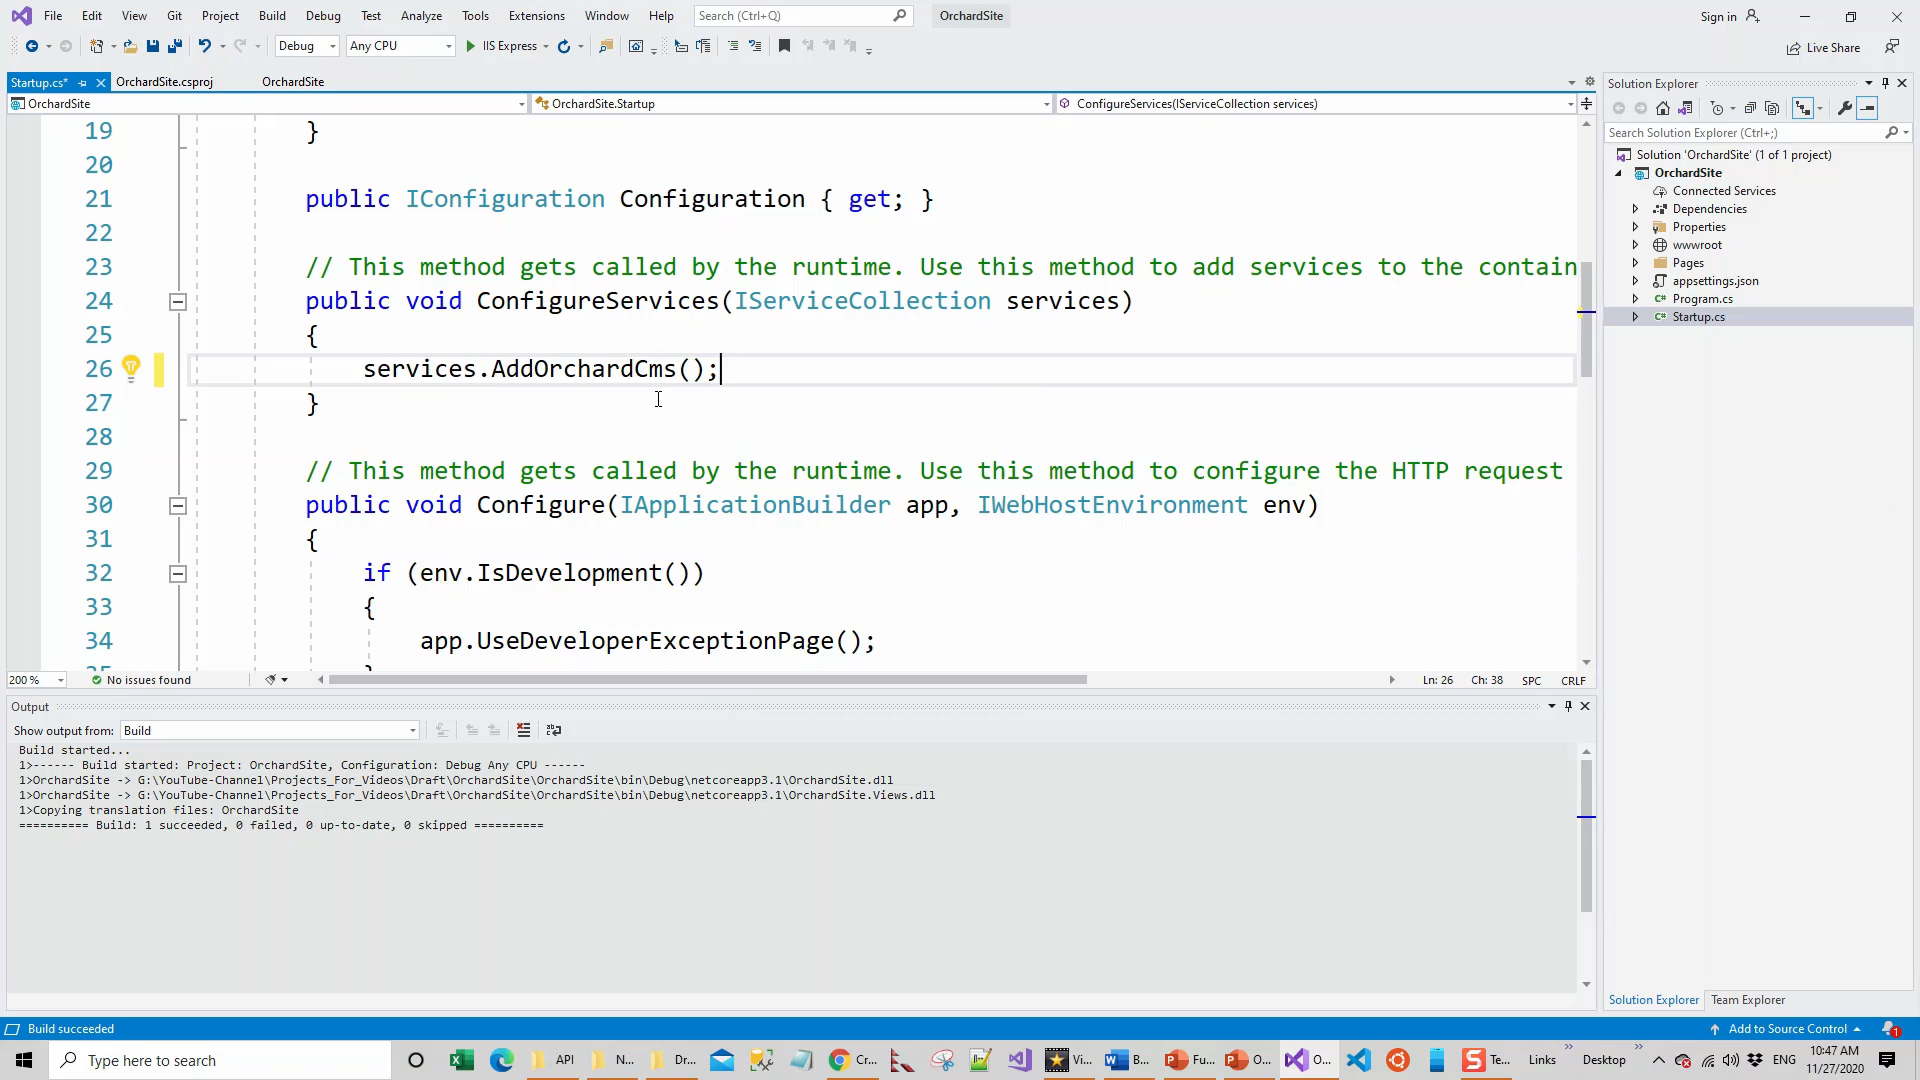 File Edit View Git Project Build Debug Test Analyze Tools Extensions Window Help Search (Ctrl+Q) OrchardSite Sign in
Debug Any CPU IIS Express Live Share
Startup.cs* OrchardSite.csproj OrchardSite
OrchardSite OrchardSite.Startup ConfigureServices(IServiceCollection services)
19 }
20
21 public IConfiguration Configuration { get; }
22
23 // This method gets called by the runtime. Use this method to add services to the contain
24 public void ConfigureServices(IServiceCollection services)
25 {
26 services.AddOrchardCms();
27 }
28
29 // This method gets called by the runtime. Use this method to configure the HTTP request
30 public void Configure(IApplicationBuilder app, IWebHostEnvironment env)
31 {
32 if (env.IsDevelopment())
33 {
34 app.UseDeveloperExceptionPage();
200 % No issues found Ln: 26 Ch: 38 SPC CRLF
Output
Show output from: Build
Build started...
1>------ Build started: Project: OrchardSite, Configuration: Debug Any CPU ------
1>OrchardSite -> G:\YouTube-Channel\Projects_For_Videos\Draft\OrchardSite\OrchardSite\bin\Debug\netcoreapp3.1\OrchardSite.dll
1>OrchardSite -> G:\YouTube-Channel\Projects_For_Videos\Draft\OrchardSite\OrchardSite\bin\Debug\netcoreapp3.1\OrchardSite.Views.dll
1>Copying translation files: OrchardSite
========== Build: 1 succeeded, 0 failed, 0 up-to-date, 0 skipped ==========
Solution Explorer
Search Solution Explorer (Ctrl+;)
Solution 'OrchardSite' (1 of 1 project)
OrchardSite
Connected Services
Dependencies
Properties
wwwroot
Pages
appsettings.json
C# Program.cs
C# Startup.cs
Solution Explorer Team Explorer
Build succeeded Add to Source Control 1
Type here to search API N... Dr... Cr... Vi... B... Fu... O... O... Te... Links Desktop ENG 10:47 AM
11/27/2020